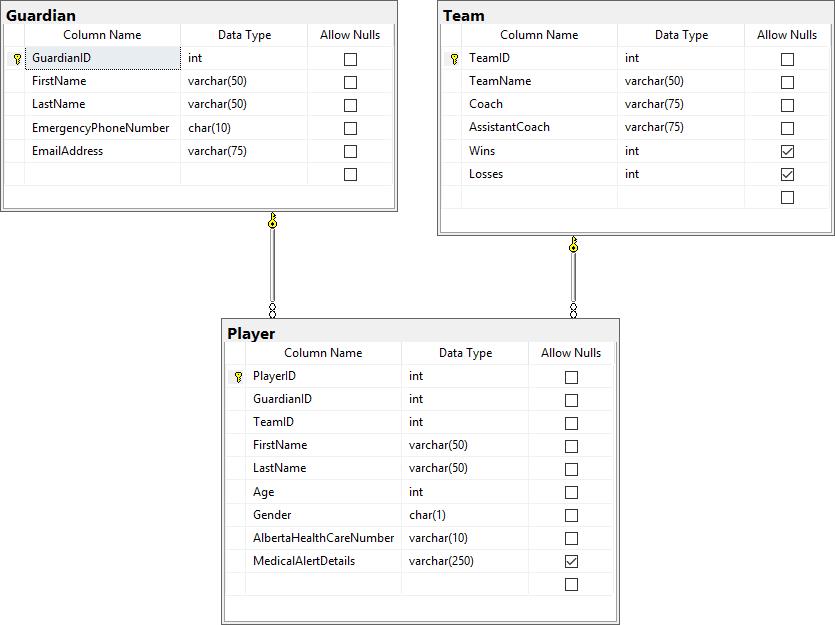 Guardian
Column Name Data Type Allow Nulls
GuardianID int
FirstName varchar(50)
LastName varchar(50)
EmergencyPhoneNumber char(10)
EmailAddress varchar(75)
Team
Column Name Data Type Allow Nulls
TeamID int
TeamName varchar(50)
Coach varchar(75)
AssistantCoach varchar(75)
Wins int
Losses int
Player
Column Name Data Type Allow Nulls
PlayerID int
GuardianID int
TeamID int
FirstName varchar(50)
LastName varchar(50)
Age int
Gender char(1)
AlbertaHealthCareNumber varchar(10)
MedicalAlertDetails varchar(250)